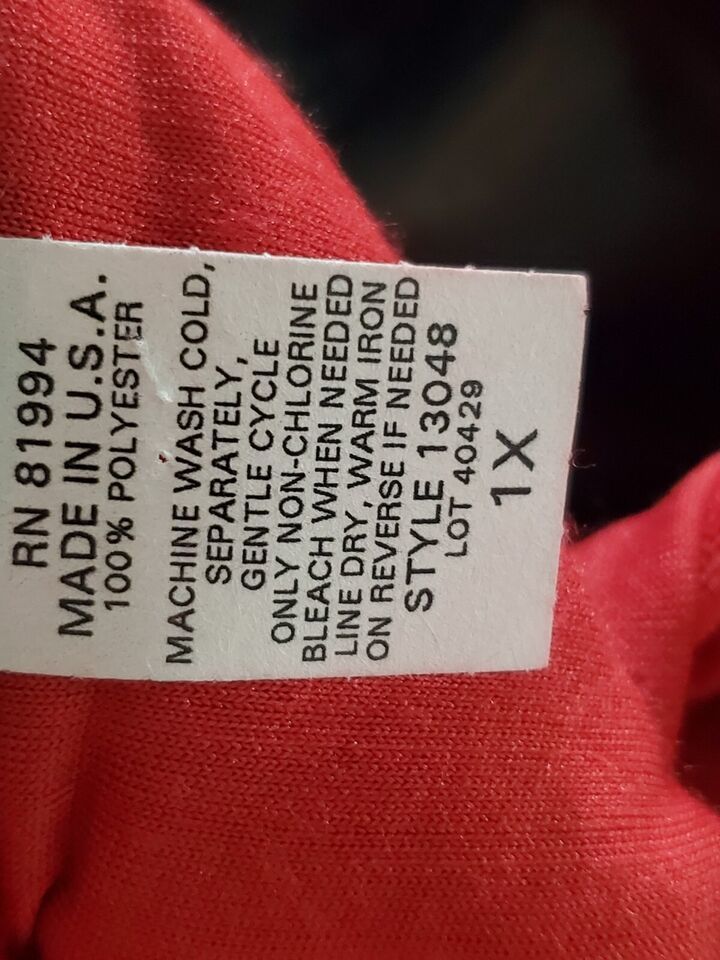 RN 81994
MADE IN U.S.A.
100% POLYESTER
MACHINE WASH COLD,
SEPARATELY,
GENTLE CYCLE
ONLY NON-CHLORINE
BLEACH WHEN NEEDED
LINE DRY, WARM IRON
ON REVERSE IF NEEDED
STYLE 13048
LOT 40429
1X